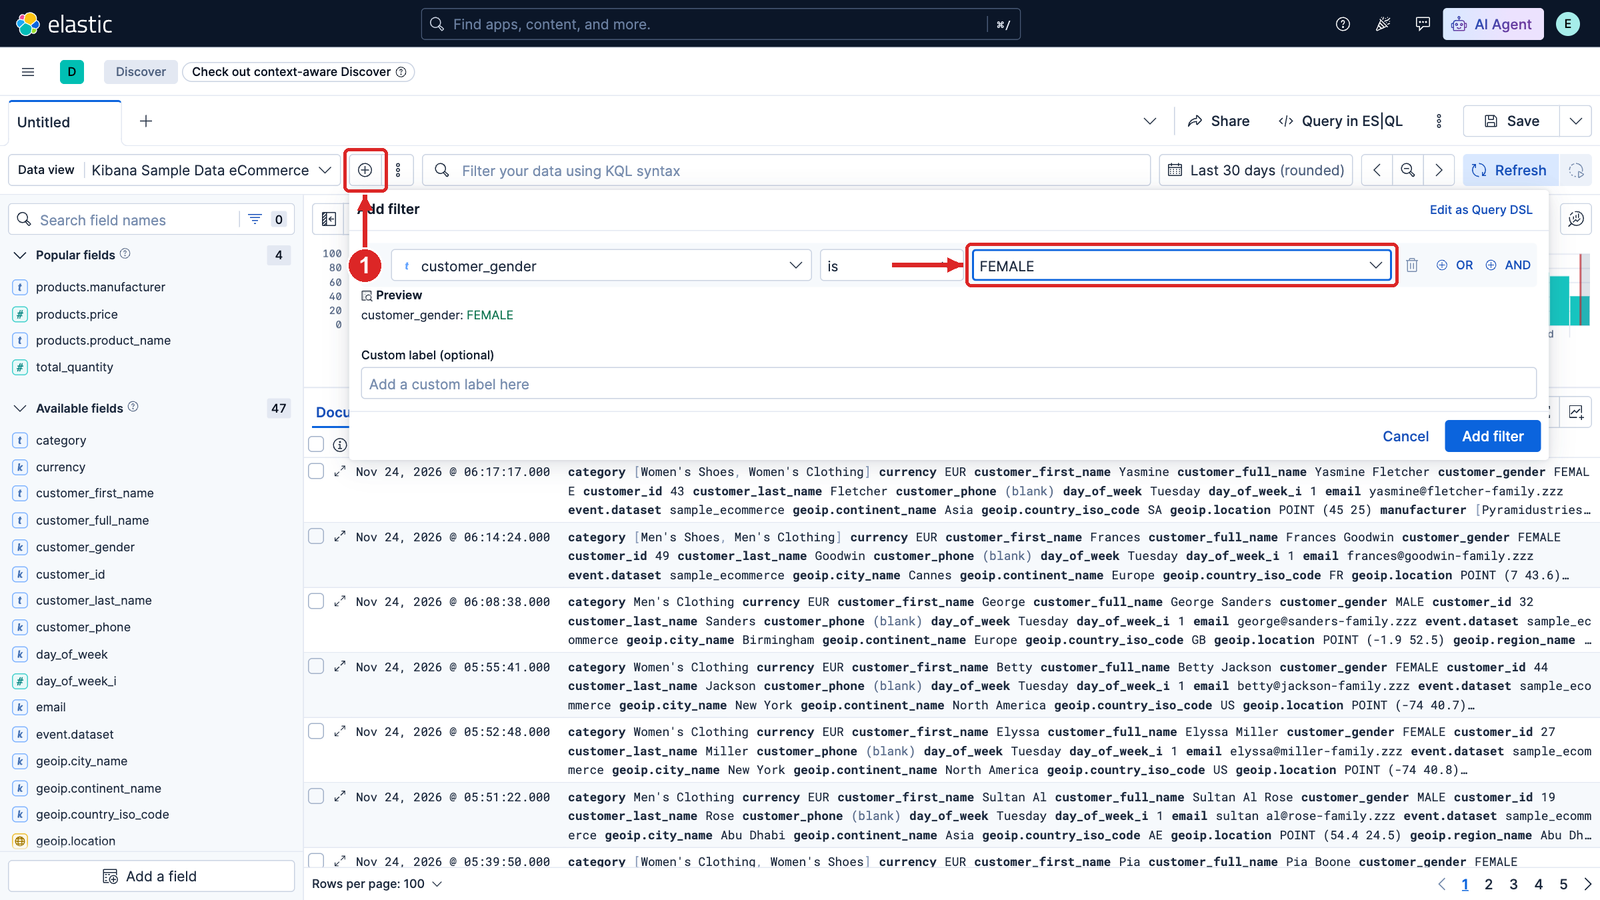 elastic
Find apps, content, and more.
⌘/
AI Agent
E
D
Discover
Check out context-aware Discover
Untitled
Share
Query in ES|QL
Save
Data view
Kibana Sample Data eCommerce
Filter your data using KQL syntax
Last 30 days (rounded)
Refresh
Search field names
0
Add filter
Edit as Query DSL
Popular fields
4
100
80
60
40
20
0
1
t customer_gender
is
FEMALE
OR
AND
Preview
customer_gender: FEMALE
Custom label (optional)
Add a custom label here
Cancel
Add filter
t products.manufacturer
# products.price
t products.product_name
# total_quantity
Available fields
47
t category
k currency
t customer_first_name
t customer_full_name
k customer_gender
k customer_id
t customer_last_name
k customer_phone
k day_of_week
# day_of_week_i
k email
k event.dataset
k geoip.city_name
k geoip.continent_name
k geoip.country_iso_code
geoip.location
Add a field
Docu
Nov 24, 2026 @ 06:17:17.000 category [Women's Shoes, Women's Clothing] currency EUR customer_first_name Yasmine customer_full_name Yasmine Fletcher customer_gender FEMAL
E customer_id 43 customer_last_name Fletcher customer_phone (blank) day_of_week Tuesday day_of_week_i 1 email yasmine@fletcher-family.zzz
event.dataset sample_ecommerce geoip.continent_name Asia geoip.country_iso_code SA geoip.location POINT (45 25) manufacturer [Pyramidustries…
Nov 24, 2026 @ 06:14:24.000 category [Men's Shoes, Men's Clothing] currency EUR customer_first_name Frances customer_full_name Frances Goodwin customer_gender FEMALE
customer_id 49 customer_last_name Goodwin customer_phone (blank) day_of_week Tuesday day_of_week_i 1 email frances@goodwin-family.zzz
event.dataset sample_ecommerce geoip.city_name Cannes geoip.continent_name Europe geoip.country_iso_code FR geoip.location POINT (7 43.6)…
Nov 24, 2026 @ 06:08:38.000 category Men's Clothing currency EUR customer_first_name George customer_full_name George Sanders customer_gender MALE customer_id 32
customer_last_name Sanders customer_phone (blank) day_of_week Tuesday day_of_week_i 1 email george@sanders-family.zzz event.dataset sample_ec
ommerce geoip.city_name Birmingham geoip.continent_name Europe geoip.country_iso_code GB geoip.location POINT (-1.9 52.5) geoip.region_name …
Nov 24, 2026 @ 05:55:41.000 category Women's Clothing currency EUR customer_first_name Betty customer_full_name Betty Jackson customer_gender FEMALE customer_id 44
customer_last_name Jackson customer_phone (blank) day_of_week Tuesday day_of_week_i 1 email betty@jackson-family.zzz event.dataset sample_eco
mmerce geoip.city_name New York geoip.continent_name North America geoip.country_iso_code US geoip.location POINT (-74 40.7)…
Nov 24, 2026 @ 05:52:48.000 category Women's Clothing currency EUR customer_first_name Elyssa customer_full_name Elyssa Miller customer_gender FEMALE customer_id 27
customer_last_name Miller customer_phone (blank) day_of_week Tuesday day_of_week_i 1 email elyssa@miller-family.zzz event.dataset sample_ecom
merce geoip.city_name New York geoip.continent_name North America geoip.country_iso_code US geoip.location POINT (-74 40.8)…
Nov 24, 2026 @ 05:51:22.000 category Men's Clothing currency EUR customer_first_name Sultan Al customer_full_name Sultan Al Rose customer_gender MALE customer_id 19
customer_last_name Rose customer_phone (blank) day_of_week Tuesday day_of_week_i 1 email sultan al@rose-family.zzz event.dataset sample_ecomm
erce geoip.city_name Abu Dhabi geoip.continent_name Asia geoip.country_iso_code AE geoip.location POINT (54.4 24.5) geoip.region_name Abu Dh…
Nov 24, 2026 @ 05:39:50.000 category [Women's Clothing, Women's Shoes] currency EUR customer_first_name Pia customer_full_name Pia Boone customer_gender FEMALE
Rows per page: 100
1 2 3 4 5